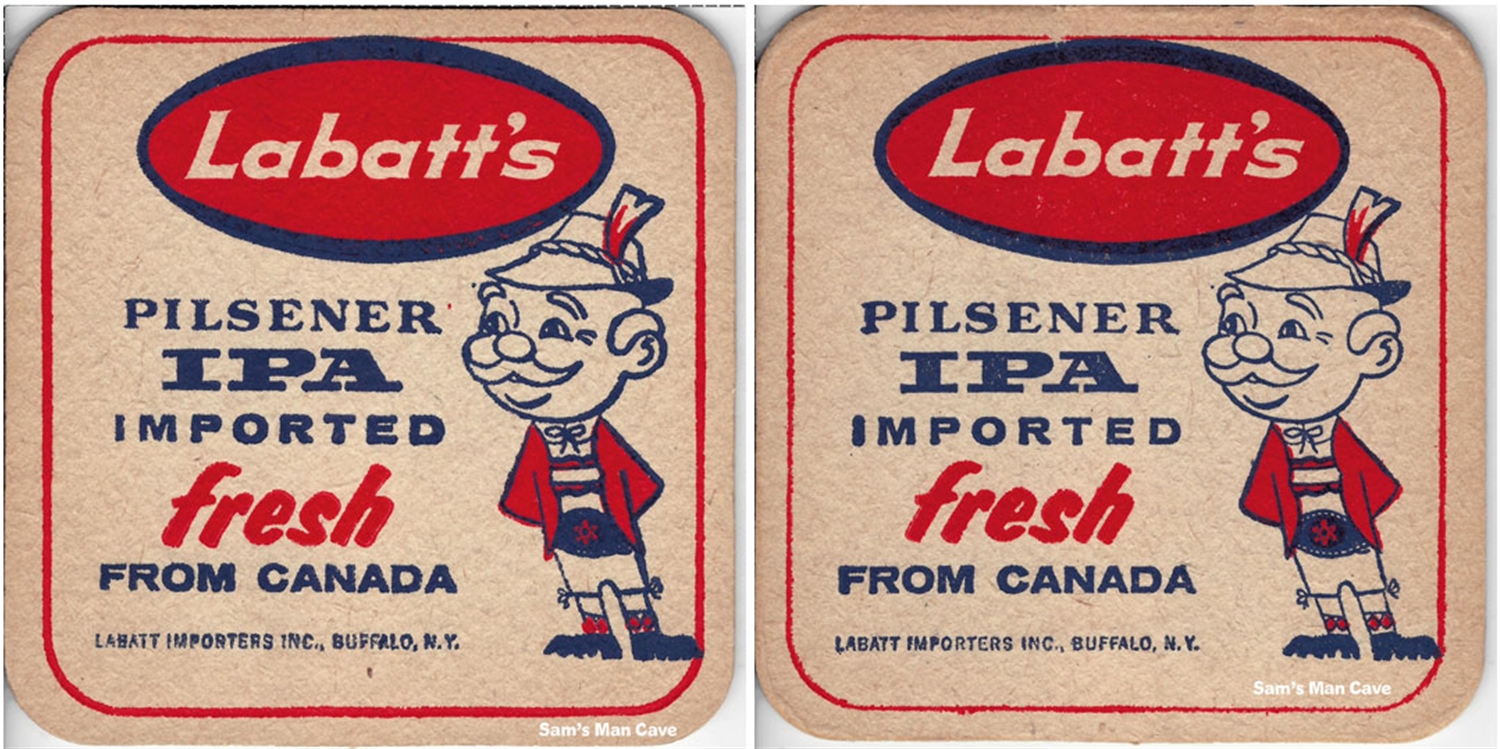 Labatt's
PILSENER
IPA
IMPORTED
fresh
FROM CANADA
LABATT IMPORTERS INC., BUFFALO, N.Y.
Sam's Man Cave
Labatt's
PILSENER
IPA
IMPORTED
fresh
FROM CANADA
LABATT IMPORTERS INC., BUFFALO, N.Y.
Sam's Man Cave